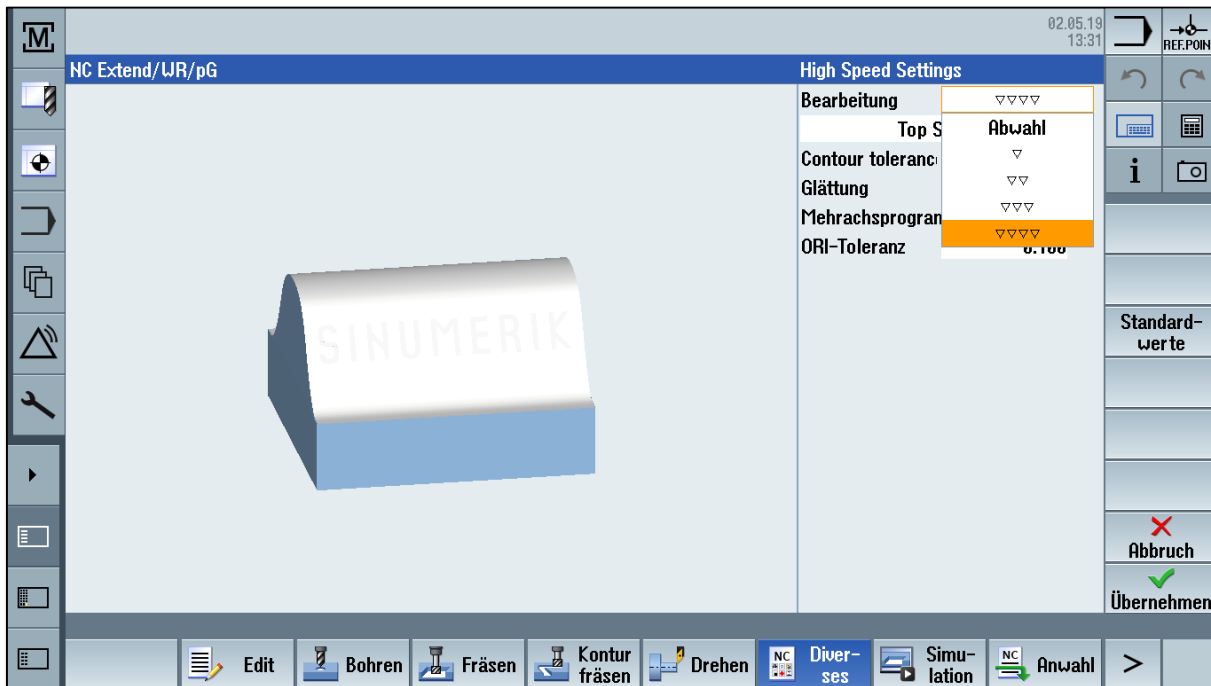 M
02.05.19
13:31
REF.POINT
NC Extend/WR/pG
High Speed Settings
Bearbeitung
▽▽▽▽
Top S
Abwahl
▽
Contour toleranc
▽▽
Glättung
▽▽▽
Mehrachsprogra
▽▽▽▽
ORI-Toleranz
SINUMERIK
i
Standard-
werte
Abbruch
Übernehmen
Edit
Bohren
Fräsen
Kontur
fräsen
Drehen
NC
Diver-
ses
Simu-
lation
NC
Anwahl
>